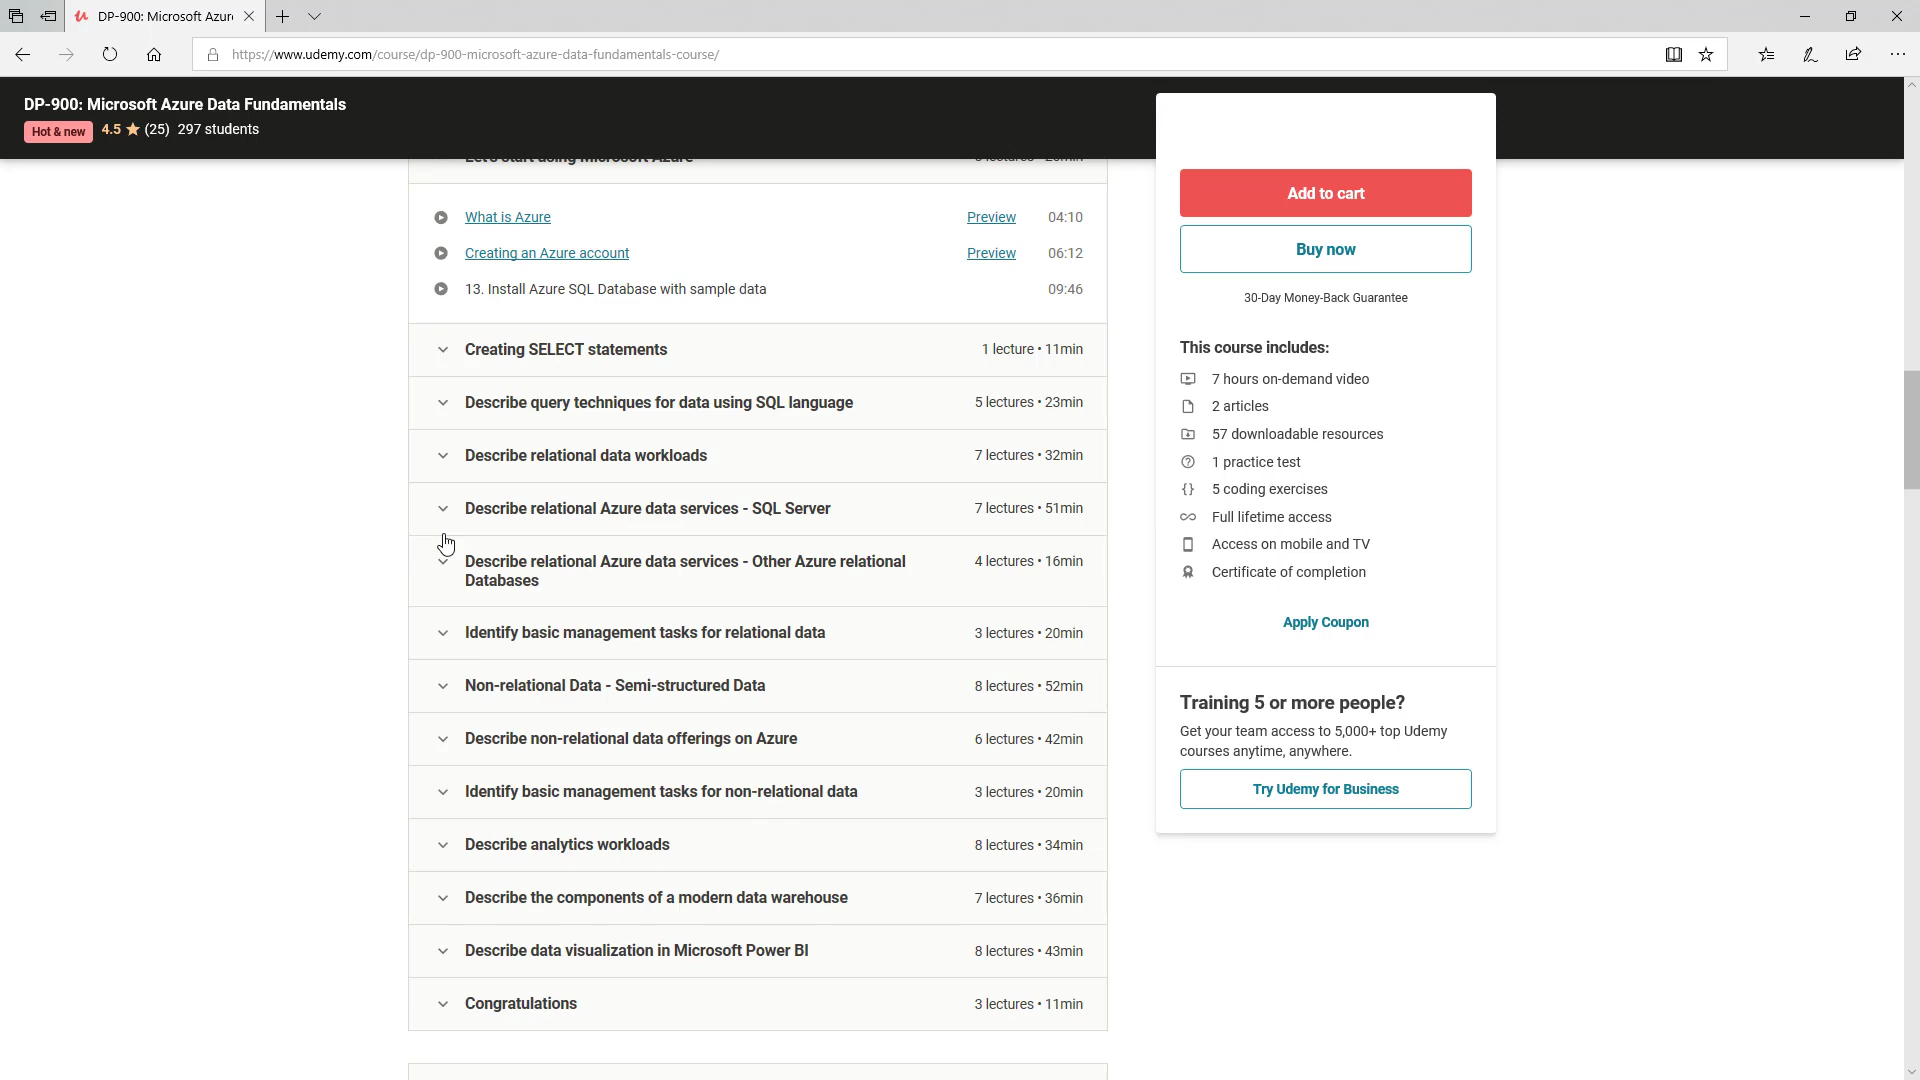 DP-900: Microsoft Azur
https://www.udemy.com/course/dp-900-microsoft-azure-data-fundamentals-course/
DP-900: Microsoft Azure Data Fundamentals
Hot & new 4.5 (25) 297 students
Let's start using Microsoft Azure
What is Azure Preview 04:10
Creating an Azure account Preview 06:12
13. Install Azure SQL Database with sample data 09:46
Creating SELECT statements 1 lecture • 11min
Describe query techniques for data using SQL language 5 lectures • 23min
Describe relational data workloads 7 lectures • 32min
Describe relational Azure data services - SQL Server 7 lectures • 51min
Describe relational Azure data services - Other Azure relational 4 lectures • 16min
Databases
Identify basic management tasks for relational data 3 lectures • 20min
Non-relational Data - Semi-structured Data 8 lectures • 52min
Describe non-relational data offerings on Azure 6 lectures • 42min
Identify basic management tasks for non-relational data 3 lectures • 20min
Describe analytics workloads 8 lectures • 34min
Describe the components of a modern data warehouse 7 lectures • 36min
Describe data visualization in Microsoft Power BI 8 lectures • 43min
Congratulations 3 lectures • 11min
Add to cart
Buy now
30-Day Money-Back Guarantee
This course includes:
7 hours on-demand video
2 articles
57 downloadable resources
1 practice test
5 coding exercises
Full lifetime access
Access on mobile and TV
Certificate of completion
Apply Coupon
Training 5 or more people?
Get your team access to 5,000+ top Udemy
courses anytime, anywhere.
Try Udemy for Business